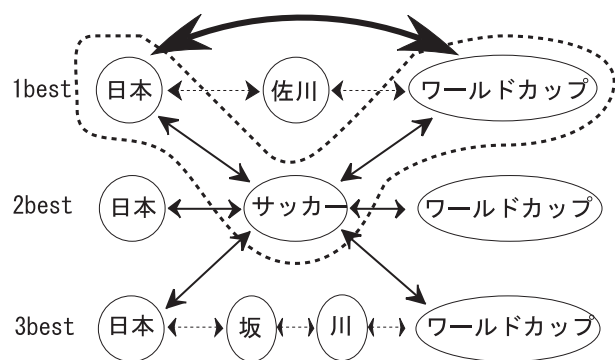 1best 日本 佐川 ワールドカップ
2best 日本 サッカー ワールドカップ
3best 日本 坂 川 ワールドカップ